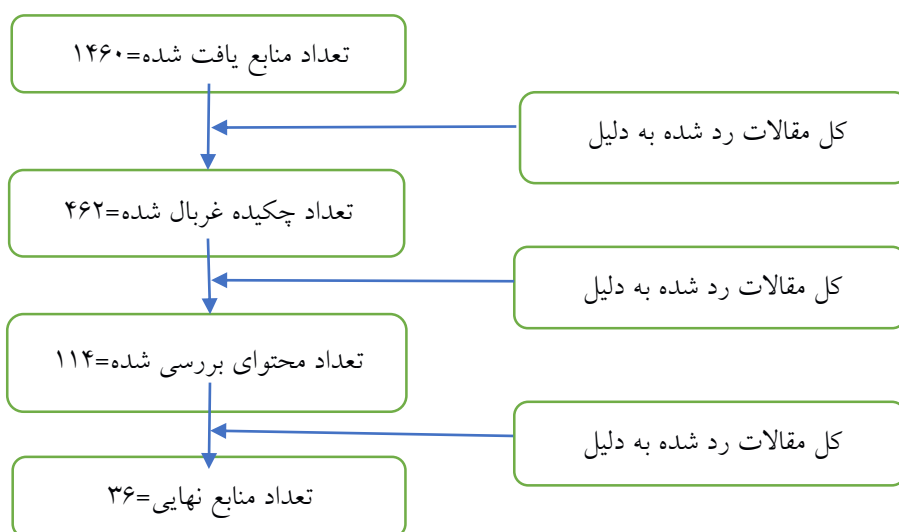 تعداد منابع یافت شده=۱۴۶۰
کل مقالات رد شده به دلیل
تعداد چکیده غربال شده=۴۶۲
کل مقالات رد شده به دلیل
تعداد محتوای بررسی شده=۱۱۴
کل مقالات رد شده به دلیل
تعداد منابع نهایی=۳۶